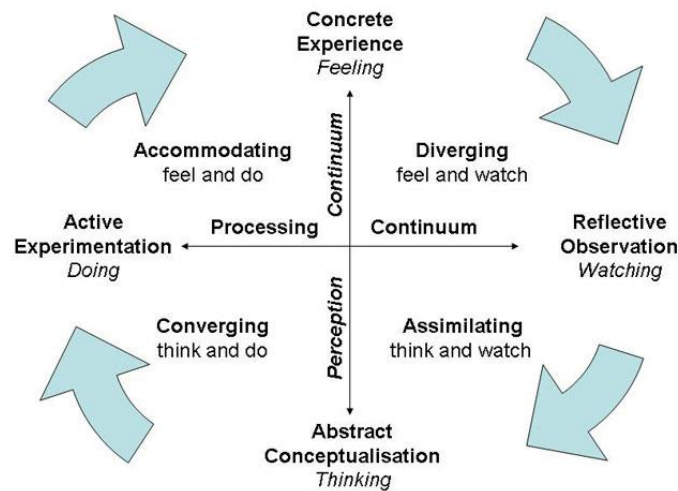 Concrete
Experience
Feeling
Continuum
Accommodating
feel and do
Diverging
feel and watch
Active
Experimentation
Doing
Processing
Continuum
Reflective
Observation
Watching
Perception
Converging
think and do
Assimilating
think and watch
Abstract
Conceptualisation
Thinking